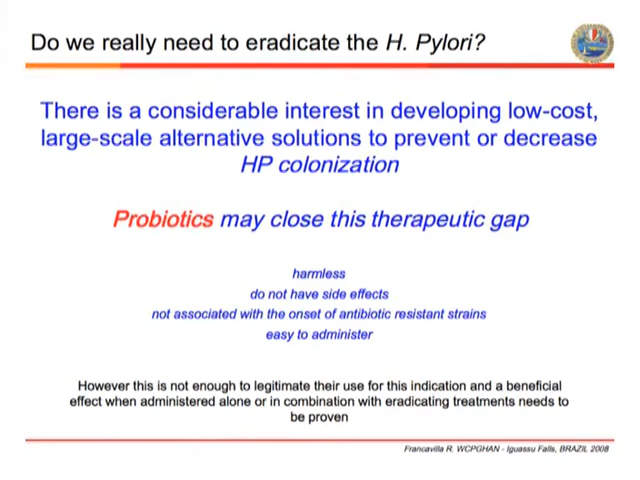 Do we really need to eradicate the H. Pylori?
There is a considerable interest in developing low-cost,
large-scale alternative solutions to prevent or decrease
HP colonization
Probiotics may close this therapeutic gap
harmless
do not have side effects
not associated with the onset of antibiotic resistant strains
easy to administer
However this is not enough to legitimate their use for this indication and a beneficial
effect when administered alone or in combination with eradicating treatments needs to
be proven
Francavilla R. WCPGHAN - Iguassu Falls, BRAZIL 2008